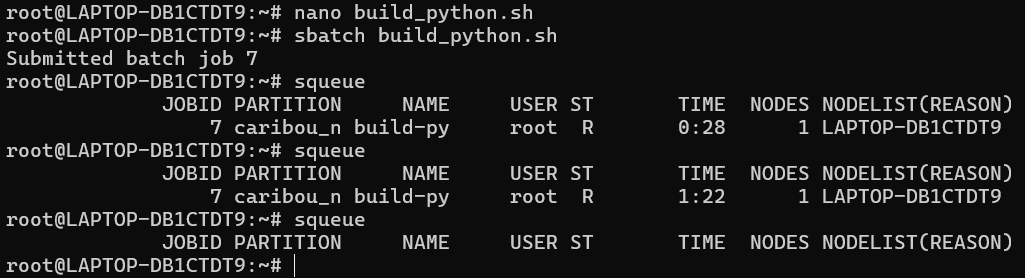 root@LAPTOP-DB1CTDT9:~# nano build_python.sh
root@LAPTOP-DB1CTDT9:~# sbatch build_python.sh
Submitted batch job 7
root@LAPTOP-DB1CTDT9:~# squeue
             JOBID PARTITION     NAME     USER ST       TIME  NODES NODELIST(REASON)
                 7 caribou_n build-py     root  R       0:28      1 LAPTOP-DB1CTDT9
root@LAPTOP-DB1CTDT9:~# squeue
             JOBID PARTITION     NAME     USER ST       TIME  NODES NODELIST(REASON)
                 7 caribou_n build-py     root  R       1:22      1 LAPTOP-DB1CTDT9
root@LAPTOP-DB1CTDT9:~# squeue
             JOBID PARTITION     NAME     USER ST       TIME  NODES NODELIST(REASON)
root@LAPTOP-DB1CTDT9:~#